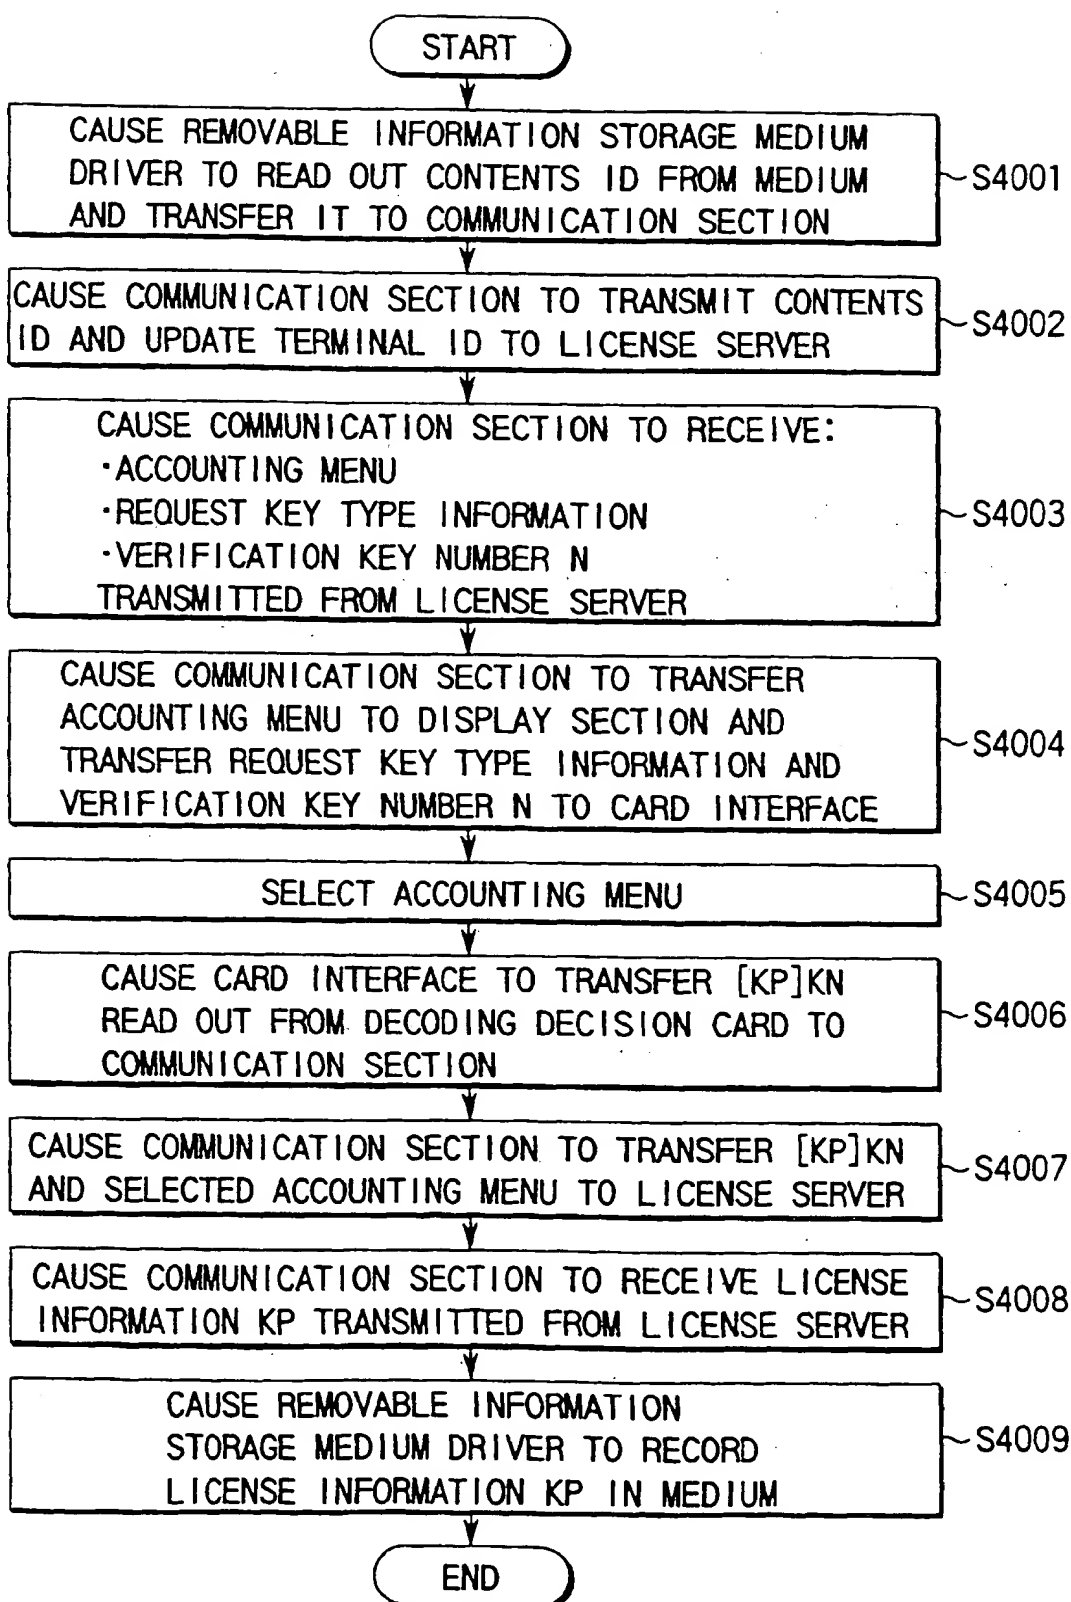 START
CAUSE REMOVABLE INFORMATION STORAGE MEDIUM
DRIVER TO READ OUT CONTENTS ID FROM MEDIUM
AND TRANSFER IT TO COMMUNICATION SECTION
S4001
CAUSE COMMUNICATION SECTION TO TRANSMIT CONTENTS
ID AND UPDATE TERMINAL ID TO LICENSE SERVER
S4002
CAUSE COMMUNICATION SECTION TO RECEIVE:
·ACCOUNTING MENU
·REQUEST KEY TYPE INFORMATION
·VERIFICATION KEY NUMBER N
TRANSMITTED FROM LICENSE SERVER
S4003
CAUSE COMMUNICATION SECTION TO TRANSFER
ACCOUNTING MENU TO DISPLAY SECTION AND
TRANSFER REQUEST KEY TYPE INFORMATION AND
VERIFICATION KEY NUMBER N TO CARD INTERFACE
S4004
SELECT ACCOUNTING MENU
S4005
CAUSE CARD INTERFACE TO TRANSFER [KP]KN
READ OUT FROM DECODING DECISION CARD TO
COMMUNICATION SECTION
S4006
CAUSE COMMUNICATION SECTION TO TRANSFER [KP]KN
AND SELECTED ACCOUNTING MENU TO LICENSE SERVER
S4007
CAUSE COMMUNICATION SECTION TO RECEIVE LICENSE
INFORMATION KP TRANSMITTED FROM LICENSE SERVER
S4008
CAUSE REMOVABLE INFORMATION
STORAGE MEDIUM DRIVER TO RECORD
LICENSE INFORMATION KP IN MEDIUM
S4009
END